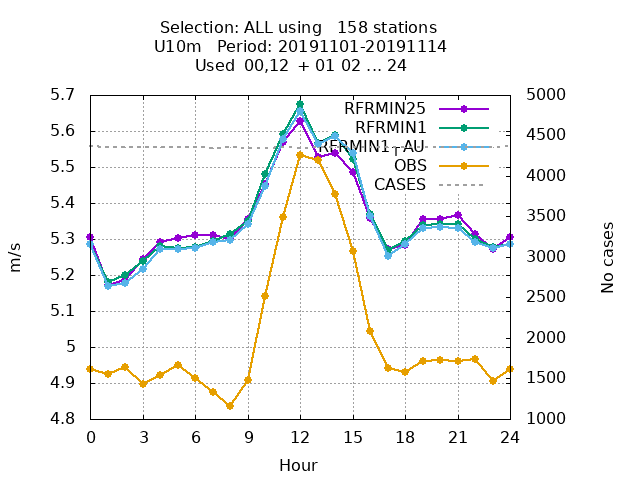 Selection: ALL using   158 stations
U10m   Period: 20191101-20191114
Used  00,12  + 01 02 ... 24
5.7
5.6
5.5
5.4
5.3
5.2
5.1
5
4.9
4.8
m/s
5000
4500
4000
3500
3000
2500
2000
1500
1000
No cases
RFRMIN25
RFRMIN1
RFRMIN1+AU
OBS
CASES
0 3 6 9 12 15 18 21 24
Hour